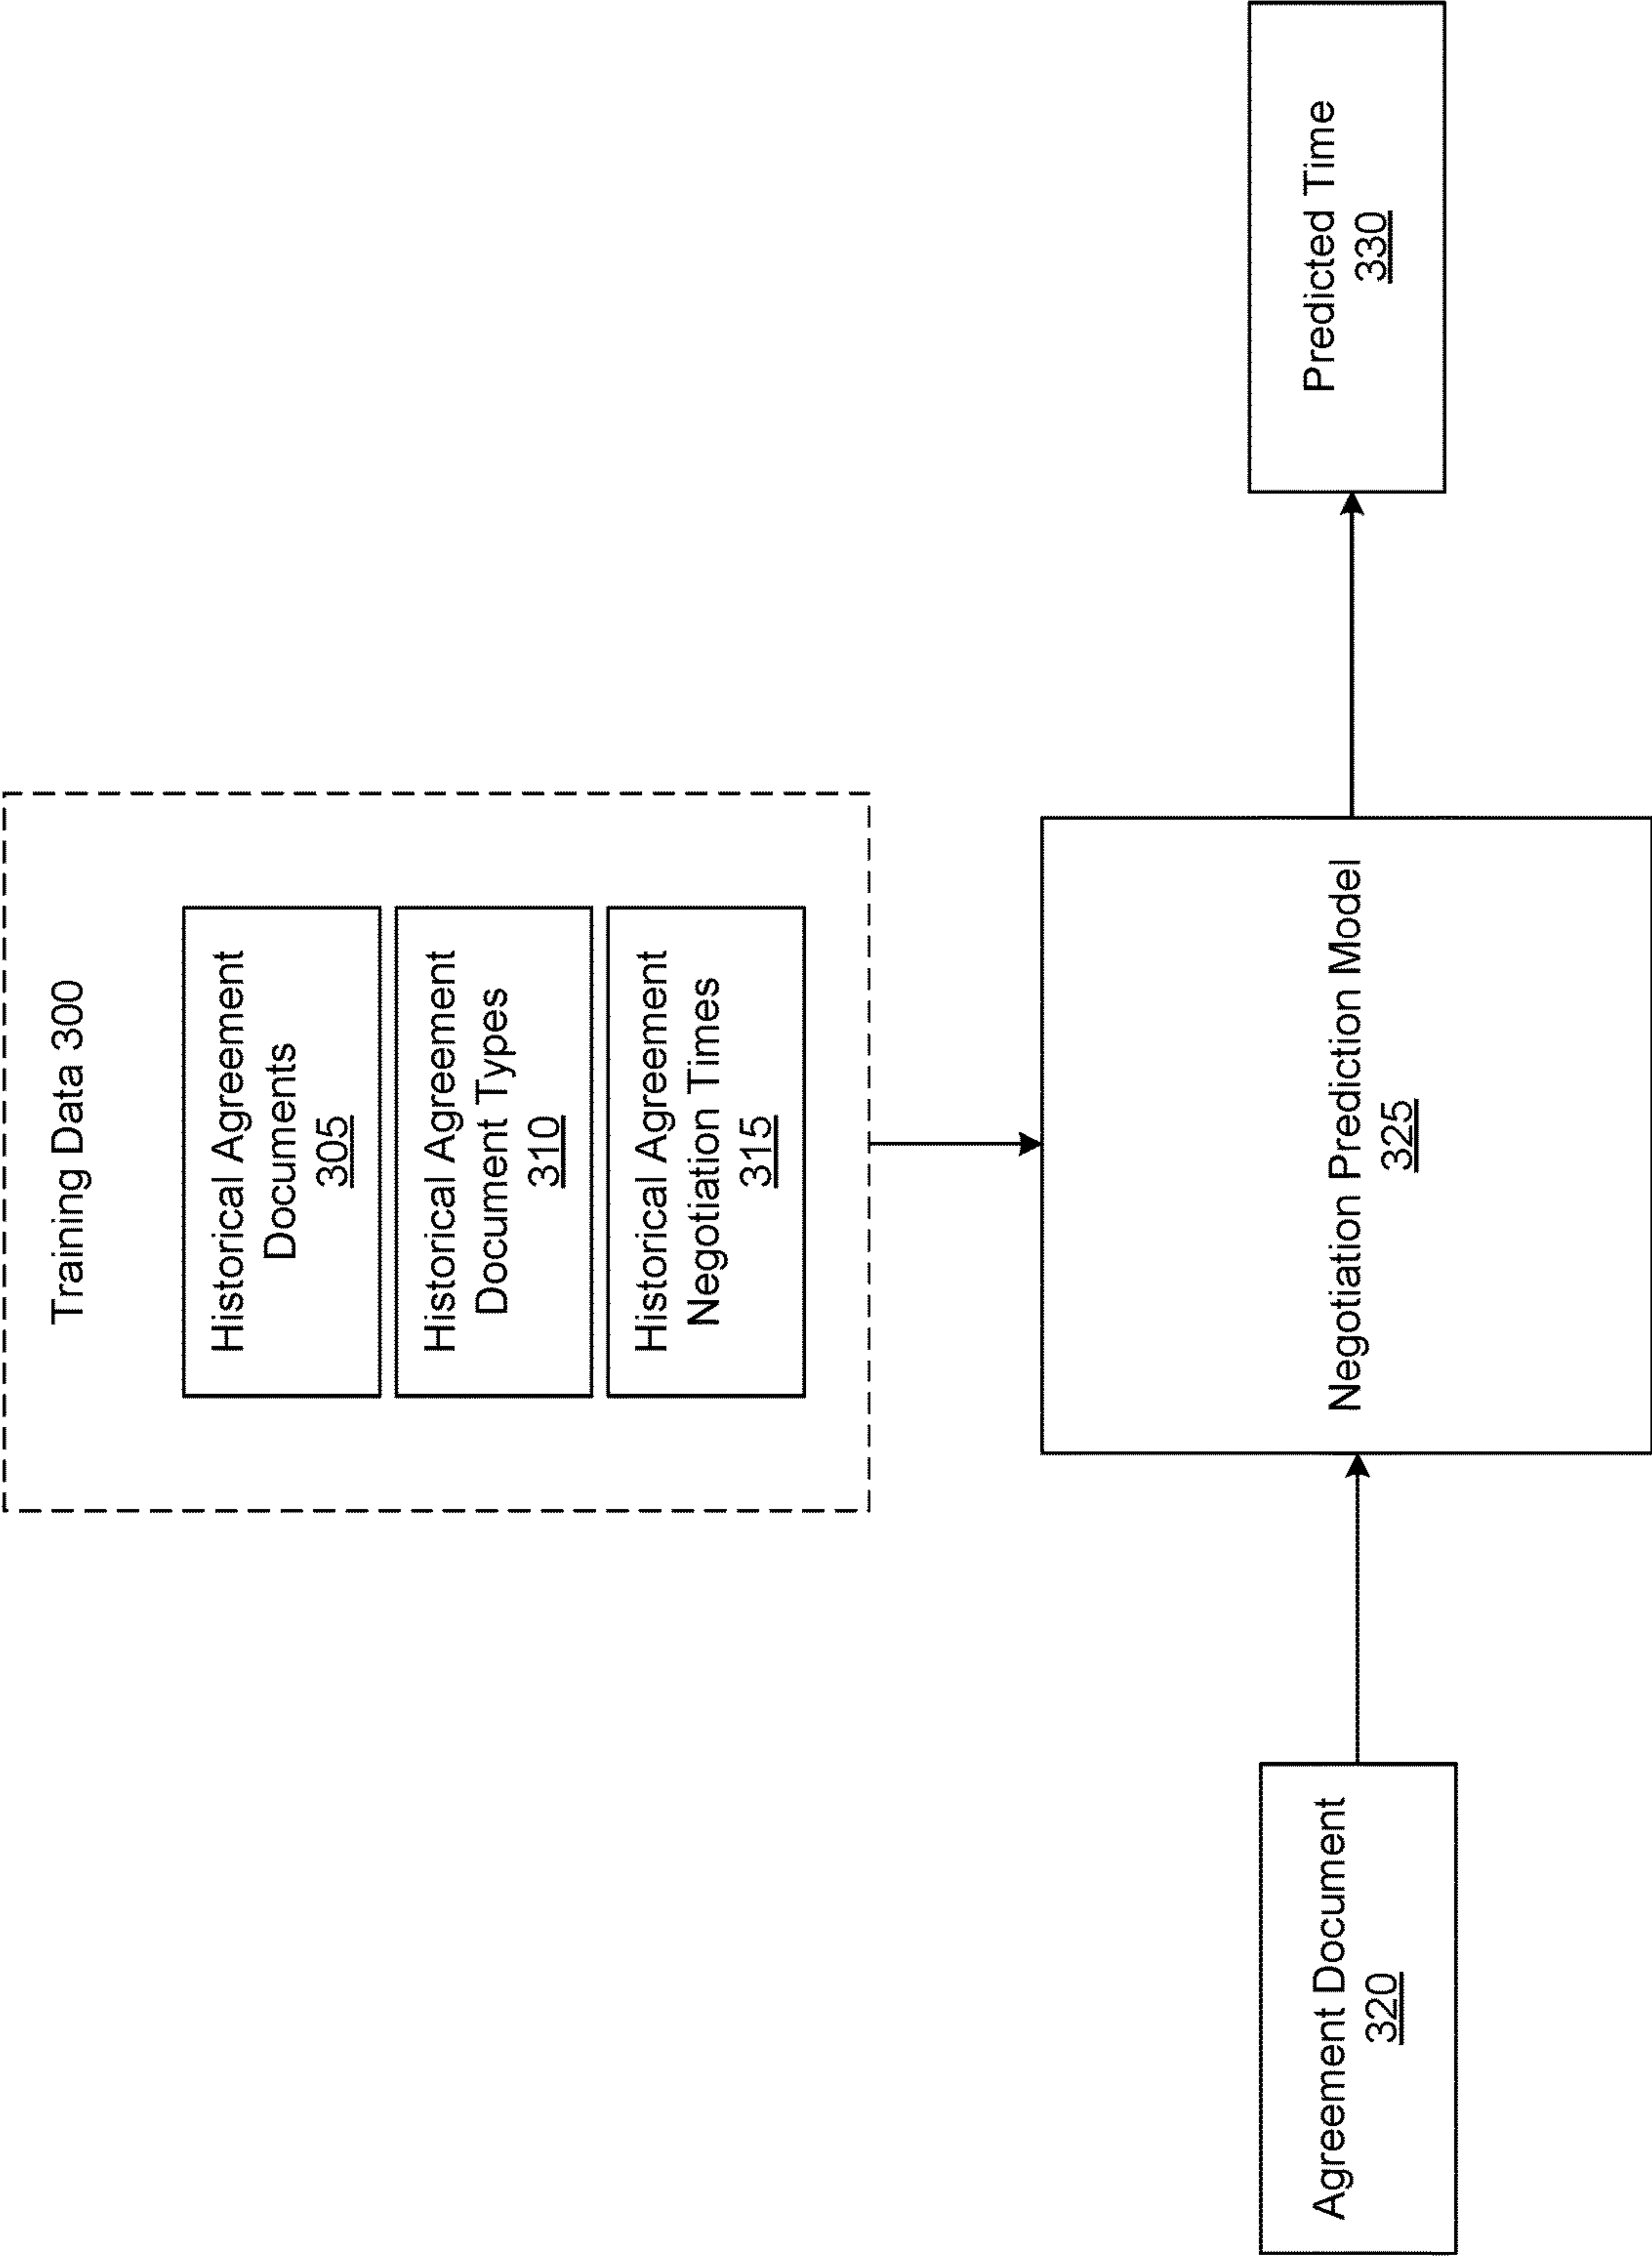 Training Data 300
Historical Agreement
Documents
305
Historical Agreement
Document Types
310
Historical Agreement
Negotiation Times
315
Agreement Document
320
Negotiation Prediction Model
325
Predicted Time
330